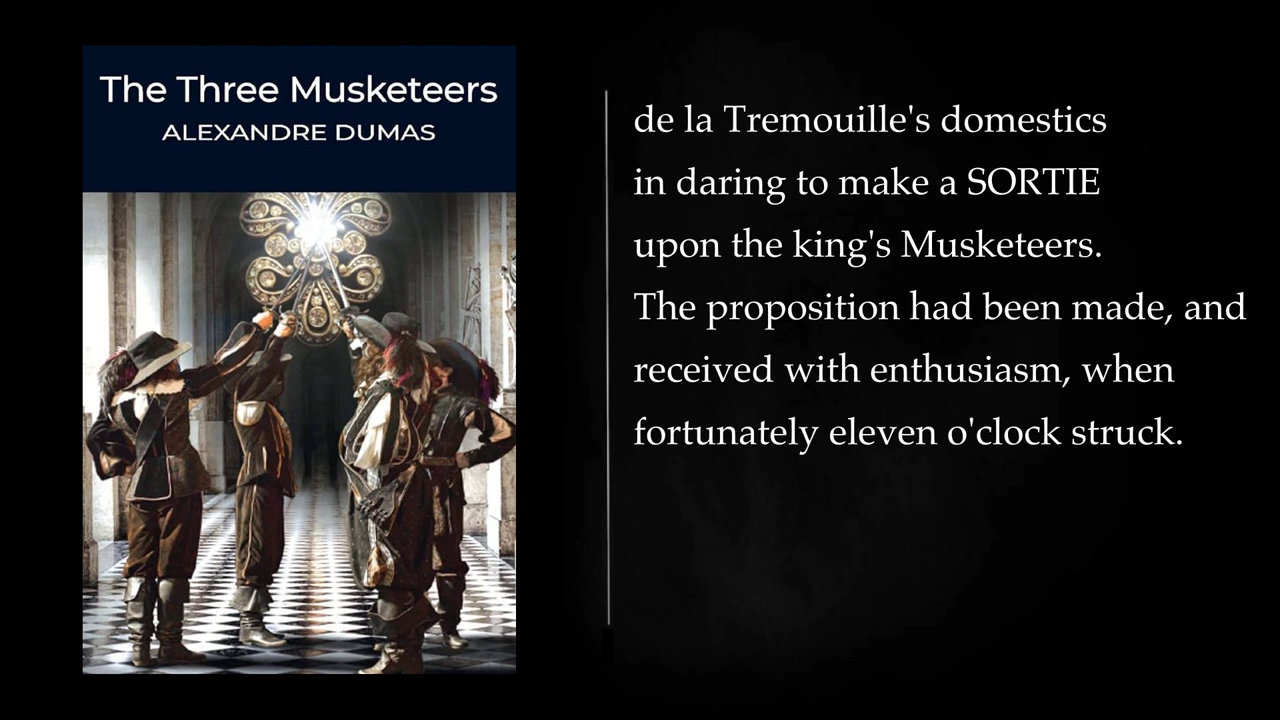 The Three Musketeers
ALEXANDRE DUMAS
de la Tremouille's domestics
in daring to make a SORTIE
upon the king's Musketeers.
The proposition had been made, and
received with enthusiasm, when
fortunately eleven o'clock struck.